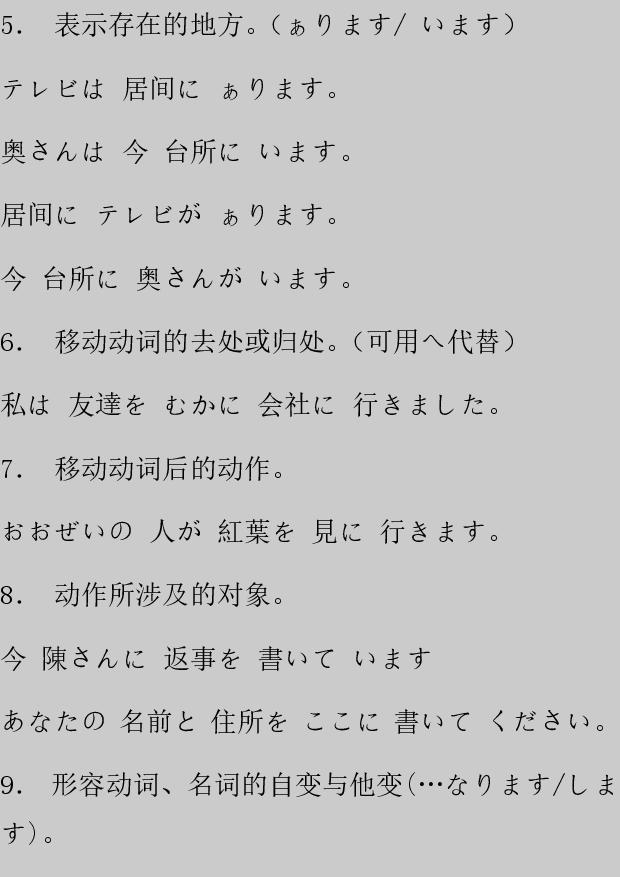 5． 表示存在的地方。（ぁります/ います）
テレビは 居间に ぁります。
奥さんは 今 台所に います。
居间に テレビが ぁります。
今 台所に 奥さんが います。
6． 移动动词的去处或归处。（可用へ代替）
私は 友達を むかに 会社に 行きました。
7． 移动动词后的动作。
おおぜいの 人が 紅葉を 見に 行きます。
8． 动作所涉及的对象。
今 陳さんに 返事を 書いて います
あなたの 名前と 住所を ここに 書いて ください。
9． 形容动词、名词的自变与他变(…なります/しま
す)。